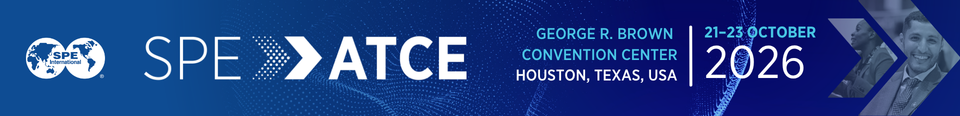 SPE
International
SPE ATCE
GEORGE R. BROWN
CONVENTION CENTER
HOUSTON, TEXAS, USA
21–23 OCTOBER
2026